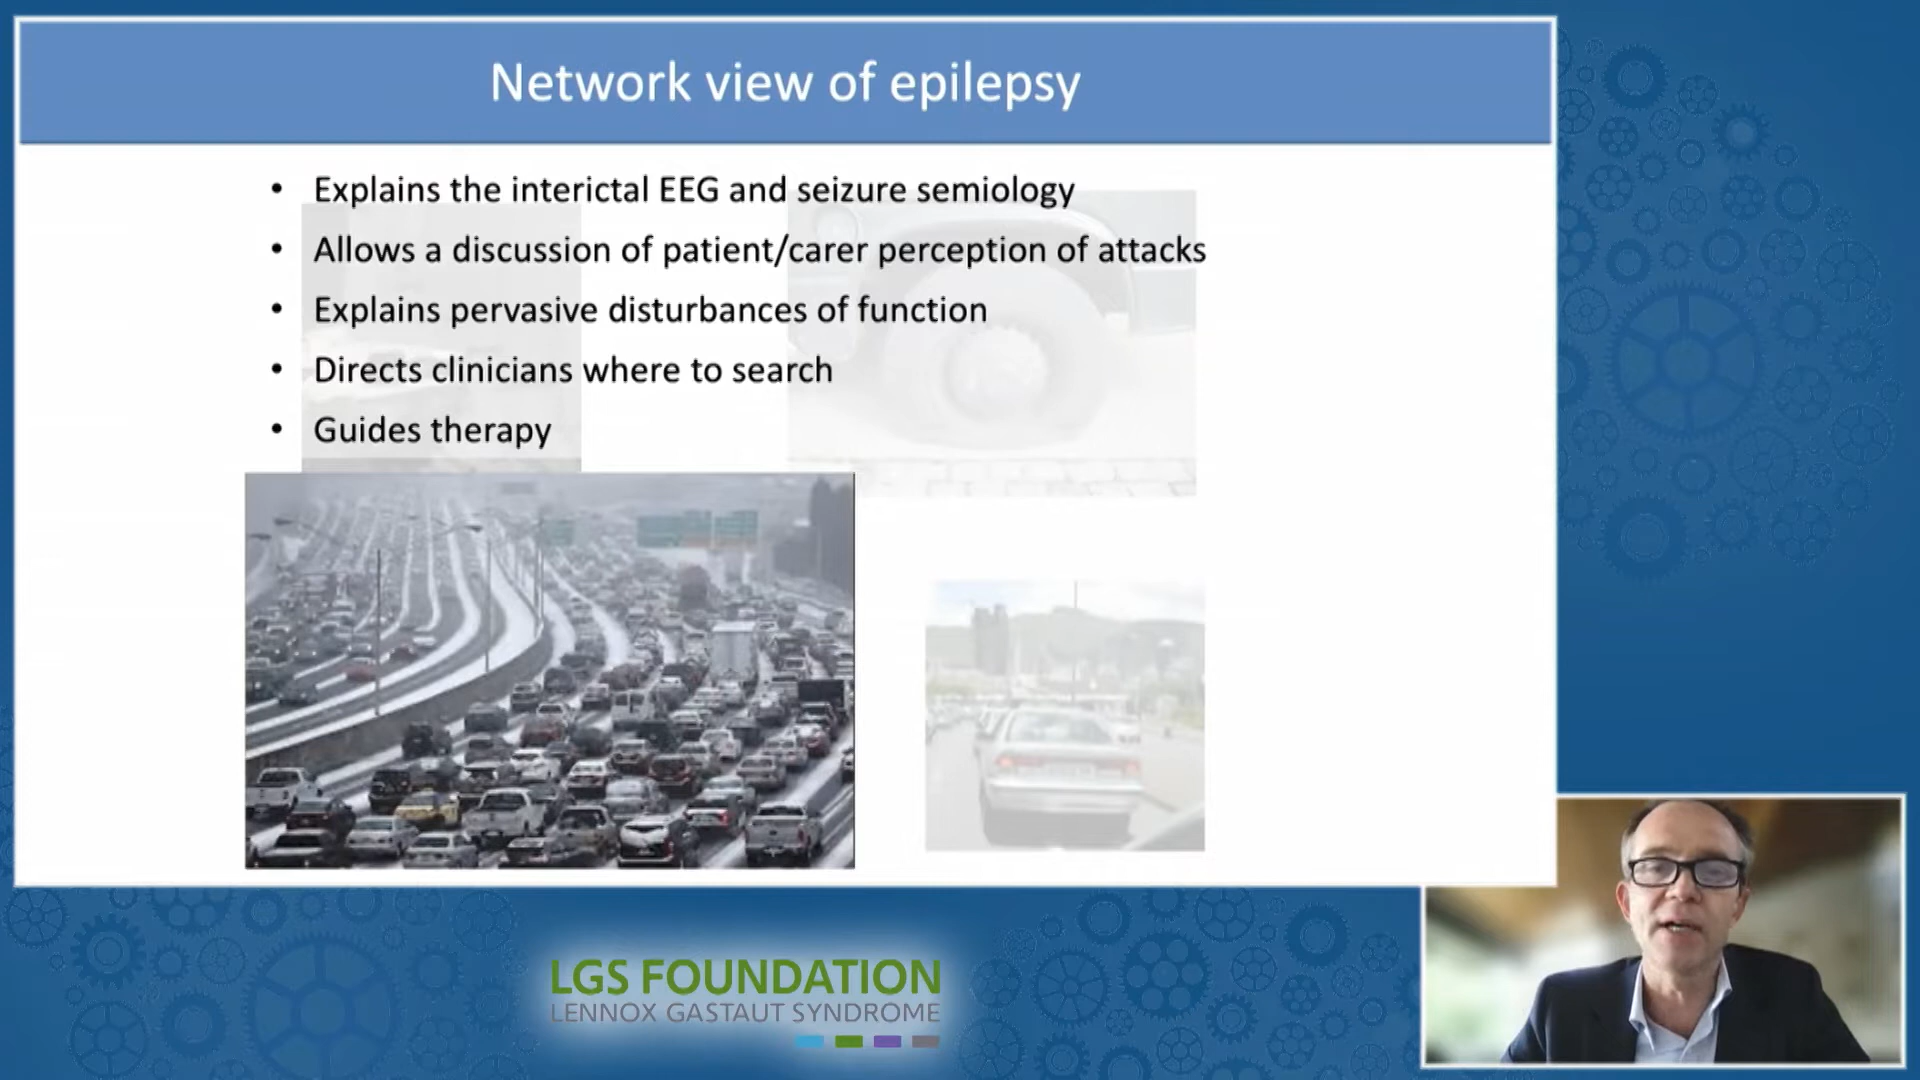 Network view of epilepsy
• Explains the interictal EEG and seizure semiology
• Allows a discussion of patient/carer perception of attacks
• Explains pervasive disturbances of function
• Directs clinicians where to search
• Guides therapy
LGS FOUNDATION
LENNOX GASTAUT SYNDROME